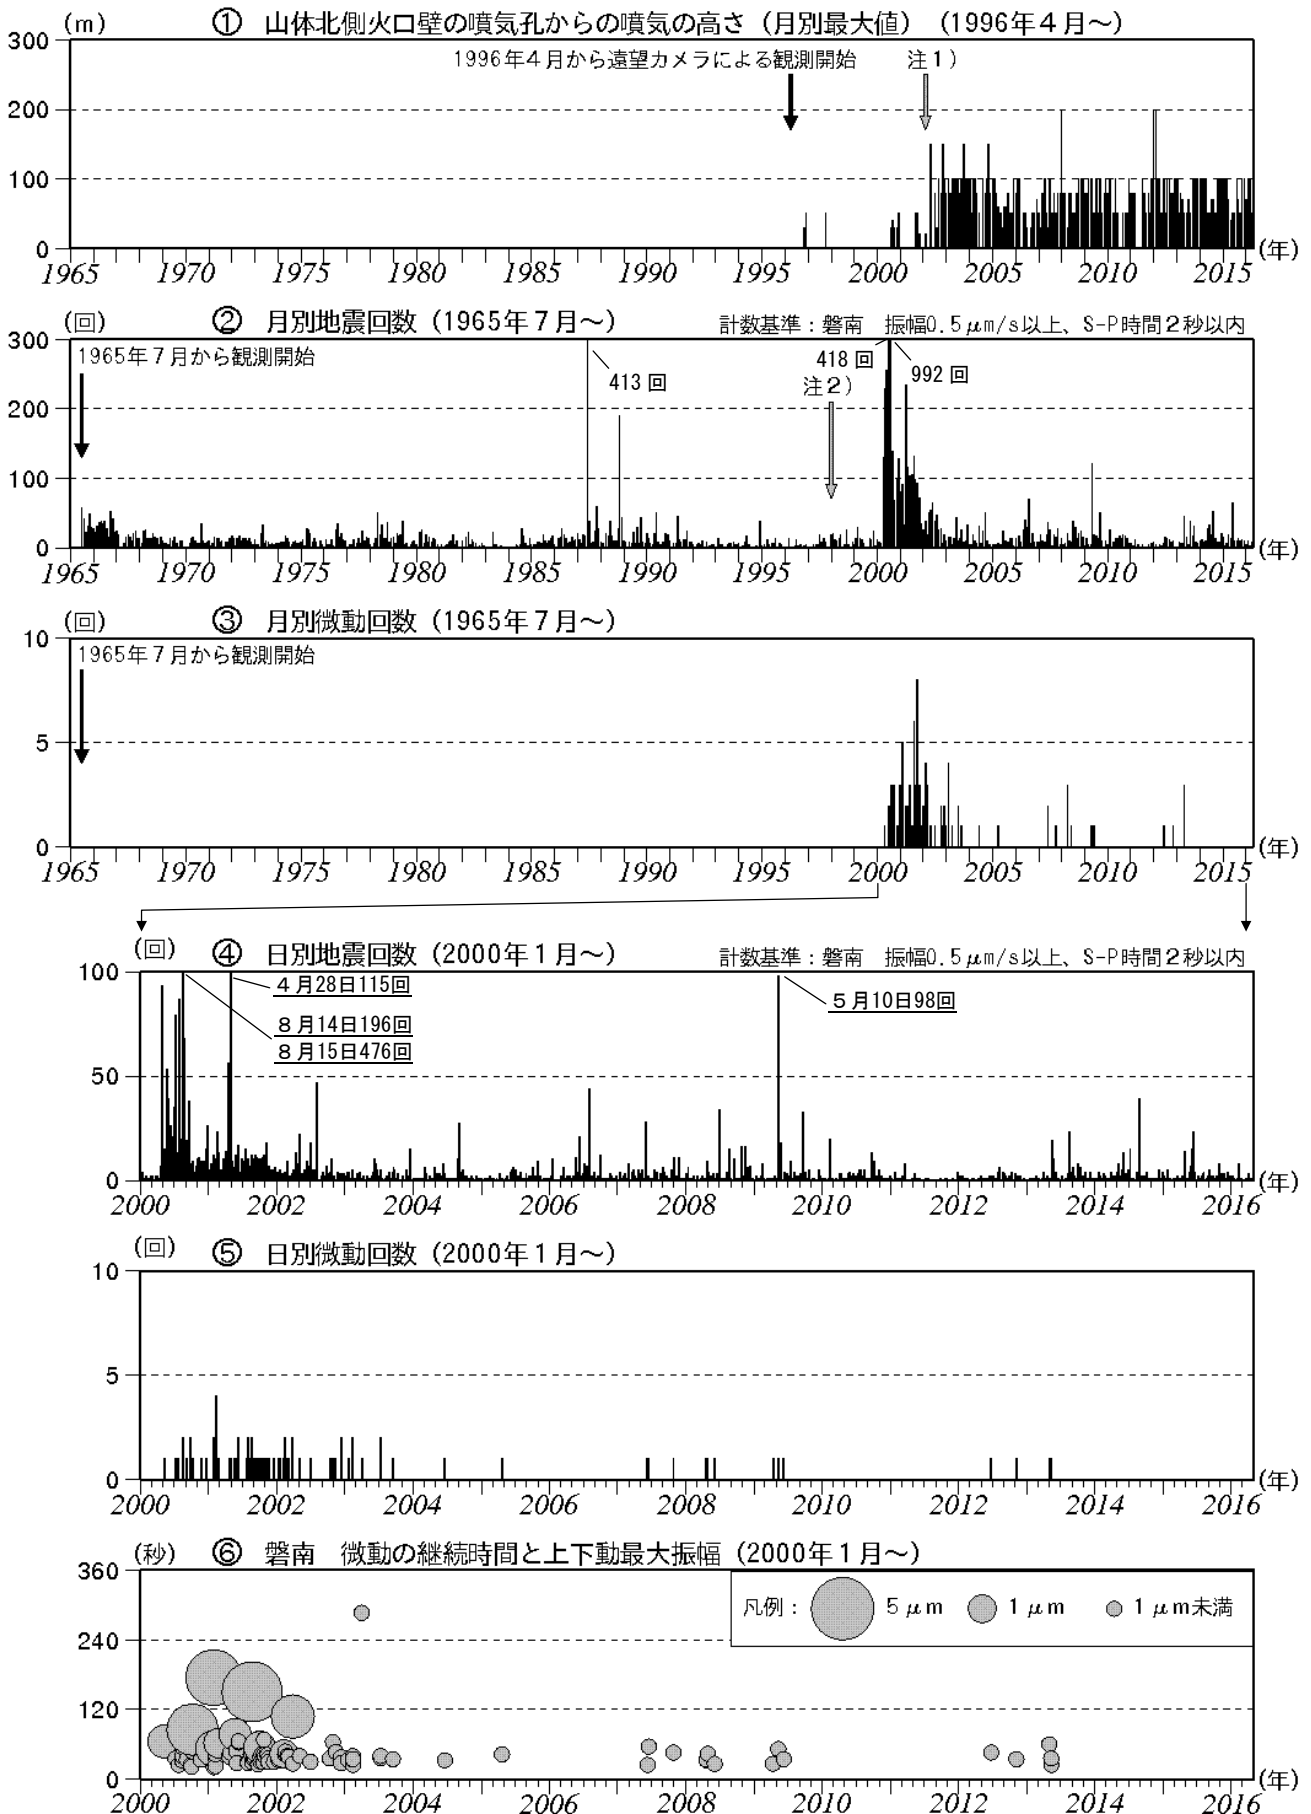 (m) ① 山体北側火口壁の噴気孔からの噴気の高さ（月別最大値）（1996年４月～）
300
1996年４月から遠望カメラによる観測開始 注１）
200
100
0
1965 1970 1975 1980 1985 1990 1995 2000 2005 2010 2015 (年)
(回) ② 月別地震回数（1965年７月～） 計数基準：磐南 振幅0.5μm/s以上、S-P時間２秒以内
300
1965年７月から観測開始 418 回
413 回 992 回
注２）
200
100
0
1965 1970 1975 1980 1985 1990 1995 2000 2005 2010 2015 (年)
(回) ③ 月別微動回数（1965年７月～）
10
1965年７月から観測開始
5
0
1965 1970 1975 1980 1985 1990 1995 2000 2005 2010 2015 (年)
(回) ④ 日別地震回数（2000年１月～） 計数基準：磐南 振幅0.5μm/s以上、S-P時間２秒以内
100
４月28日115回
５月10日98回
８月14日196回
８月15日476回
50
0
2000 2002 2004 2006 2008 2010 2012 2014 2016 (年)
(回) ⑤ 日別微動回数（2000年１月～）
10
5
0
2000 2002 2004 2006 2008 2010 2012 2014 2016 (年)
(秒) ⑥ 磐南 微動の継続時間と上下動最大振幅（2000年１月～）
360
凡例： ５μm １μm １μm未満
240
120
0
2000 2002 2004 2006 2008 2010 2012 2014 2016 (年)